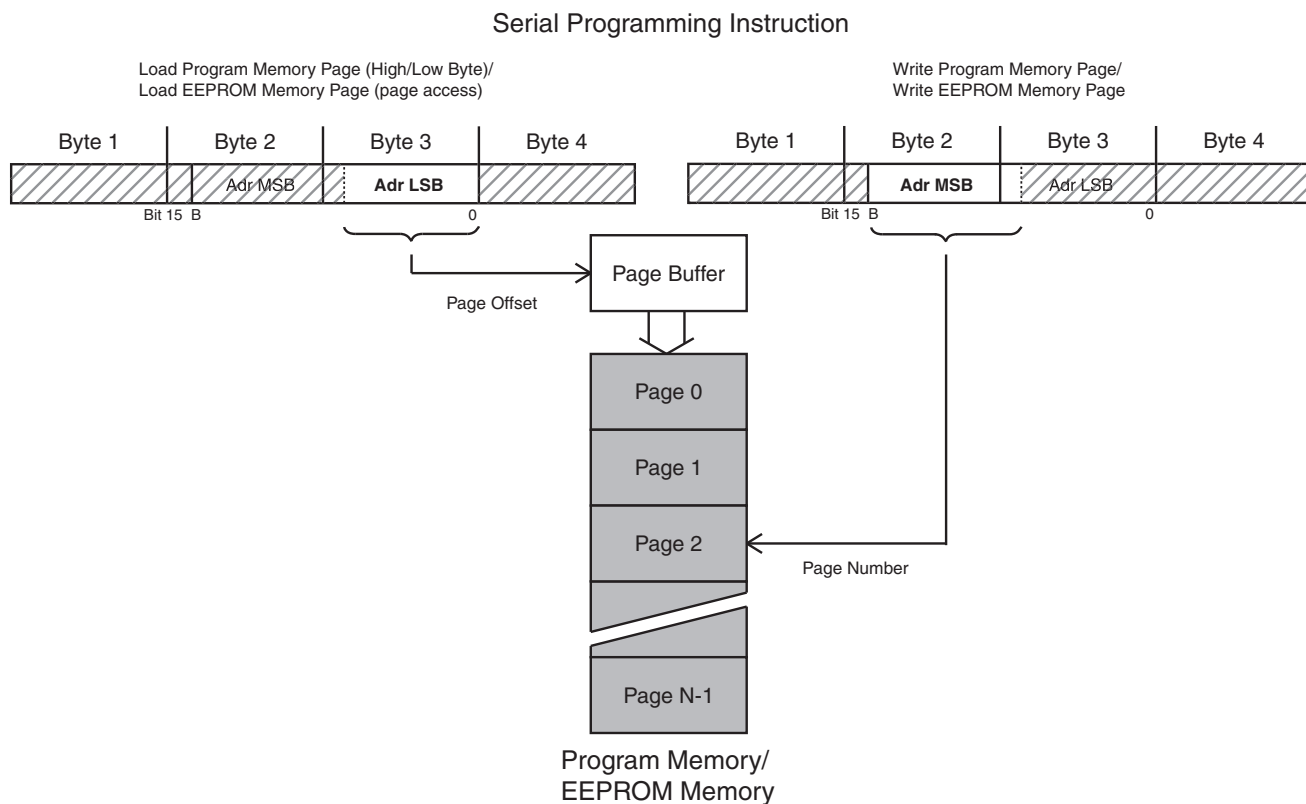 Serial Programming Instruction
Load Program Memory Page (High/Low Byte)/
Load EEPROM Memory Page (page access)
Byte 1 Byte 2 Byte 3 Byte 4
Adr MSB Adr LSB
Bit 15 B 0
Write Program Memory Page/
Write EEPROM Memory Page
Byte 1 Byte 2 Byte 3 Byte 4
Adr MSB Adr LSB
Bit 15 B 0
Page Offset
Page Buffer
Page 0
Page 1
Page 2
Page Number
Page N-1
Program Memory/
EEPROM Memory